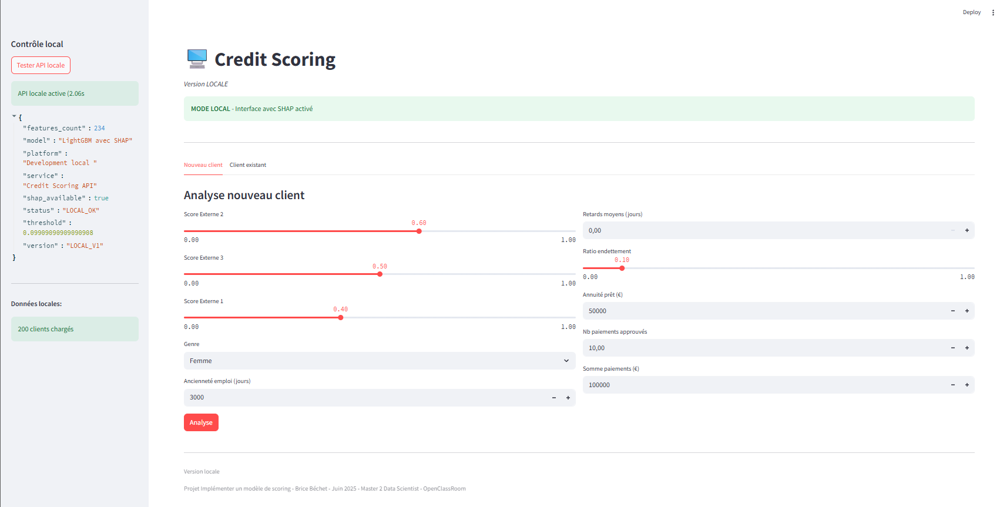 Deploy
Contrôle local
Tester API locale
API locale active (2.06s
{
"features_count" : 234
"model" : "LightGBM avec SHAP"
"platform" :
"Development local "
"service" :
"Credit Scoring API"
"shap_available" : true
"status" : "LOCAL_OK"
"threshold" :
0.09909090909090908
"version" : "LOCAL_V1"
}
Données locales:
200 clients chargés
Credit Scoring
Version LOCALE
MODE LOCAL - Interface avec SHAP activé
Nouveau client
Client existant
Analyse nouveau client
Score Externe 2
0.60
0.00
1.00
Score Externe 3
0.50
0.00
1.00
Score Externe 1
0.40
0.00
1.00
Genre
Femme
Ancienneté emploi (jours)
3000
Retards moyens (jours)
0,00
Ratio endettement
0.10
0.00
1.00
Annuité prêt (€)
50000
Nb paiements approuvés
10,00
Somme paiements (€)
100000
Analyse
Version locale
Projet Implémenter un modèle de scoring - Brice Béchet - Juin 2025 - Master 2 Data Scientist - OpenClassRoom